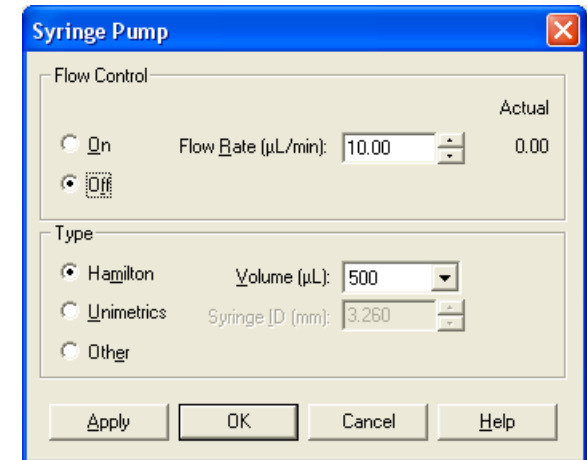 Syringe Pump
Flow Control
Actual
On Flow Rate (µL/min): 10.00 0.00
Off
Type
Hamilton Volume (µL): 500
Unimetrics Syringe ID (mm): 3.260
Other
Apply OK Cancel Help